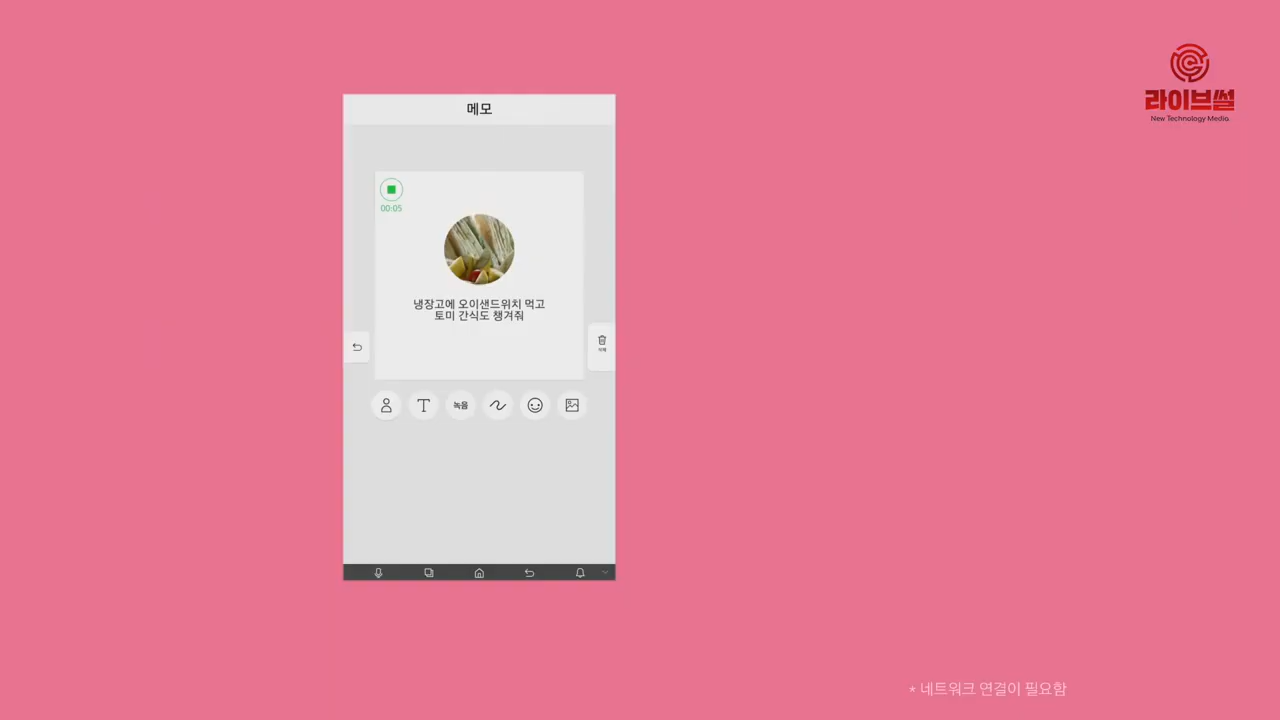 라이브썰
New Technology Media.
메모
00:05
냉장고에 오이샌드위치 먹고
토미 간식도 챙겨줘
삭제
녹음
* 네트워크 연결이 필요함